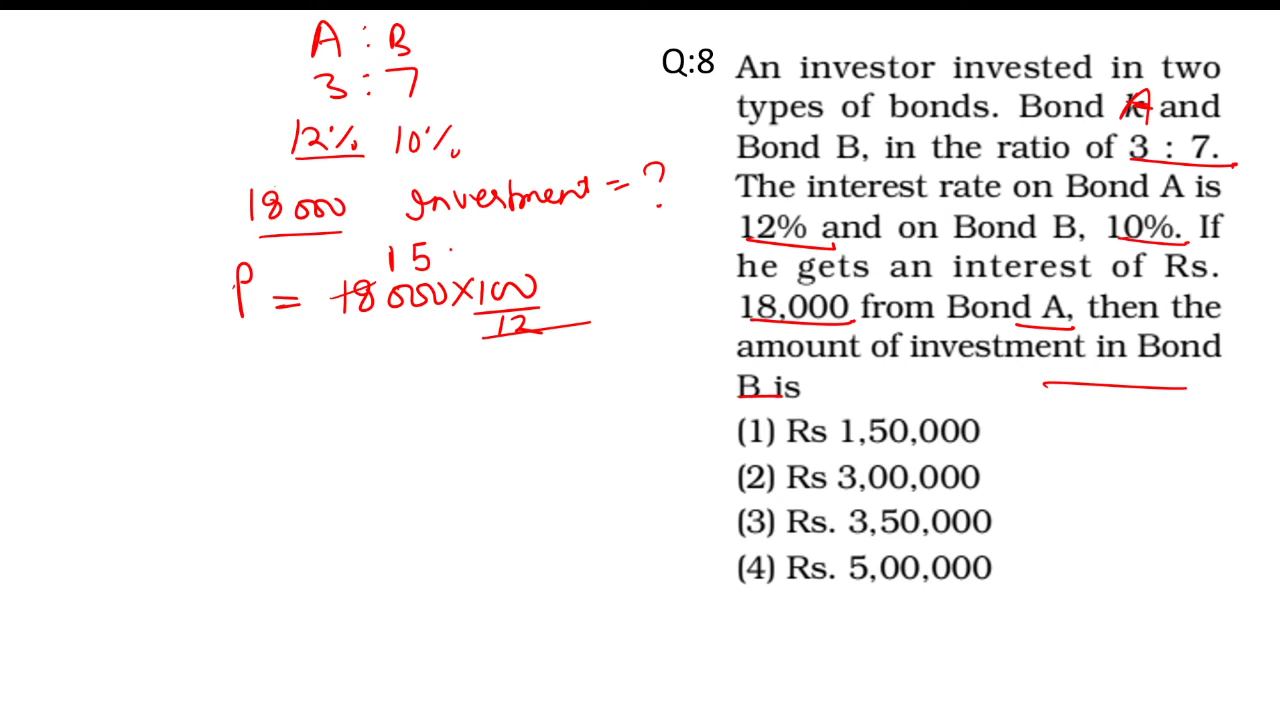 A : B
3 : 7
12% 10%
18000 Investment = ?
15
P = 18000×100
12
Q:8 An investor invested in two
types of bonds. Bond A and
Bond B, in the ratio of 3 : 7.
The interest rate on Bond A is
12% and on Bond B, 10%. If
he gets an interest of Rs.
18,000 from Bond A, then the
amount of investment in Bond
B is
(1) Rs 1,50,000
(2) Rs 3,00,000
(3) Rs. 3,50,000
(4) Rs. 5,00,000